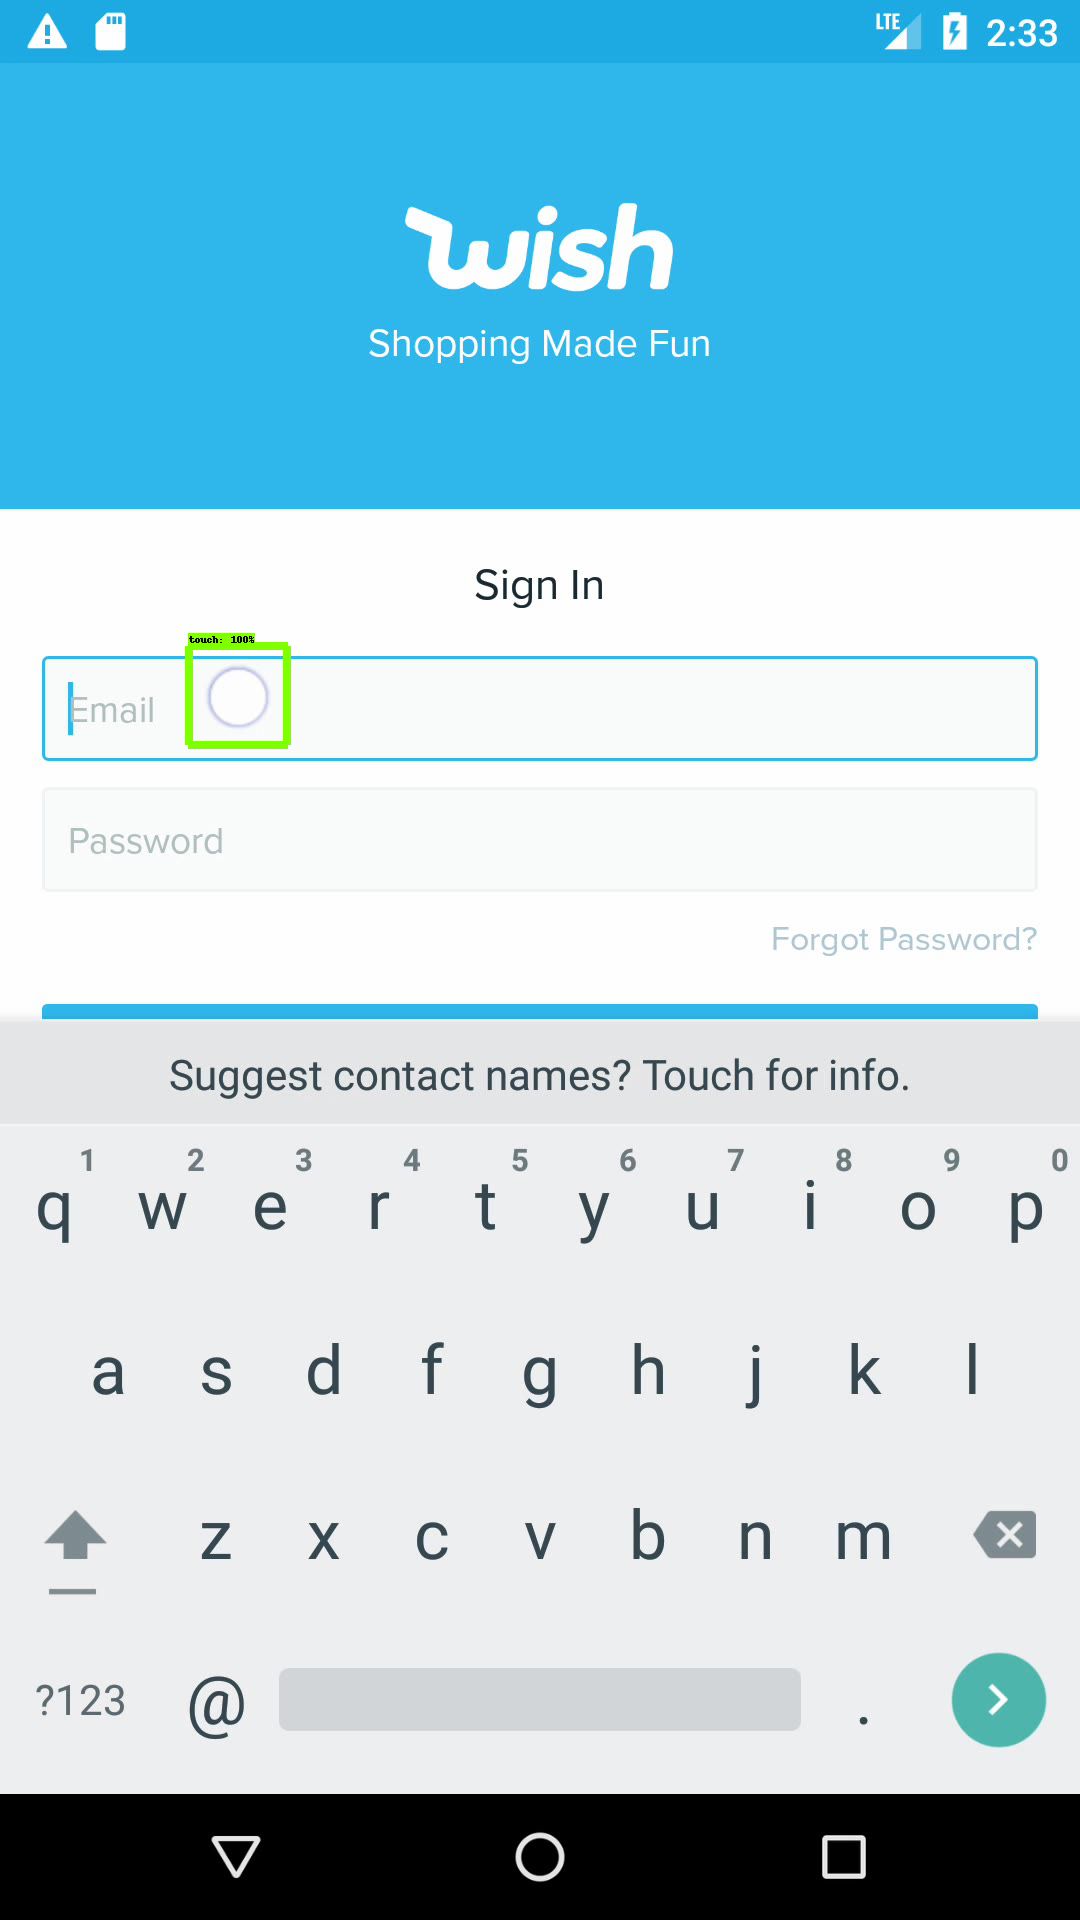 LTE 2:33
wish
Shopping Made Fun
Sign In
touch: 100%
Email
Password
Forgot Password?
Suggest contact names? Touch for info.
1 2 3 4 5 6 7 8 9 0
q w e r t y u i o p
a s d f g h j k l
z x c v b n m
?123 @ .